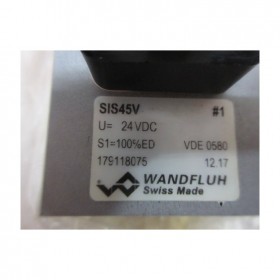 SIS45V #1
U= 24VDC
S1=100%ED VDE 0580
179118075 12.17
WANDFLUH
Swiss Made